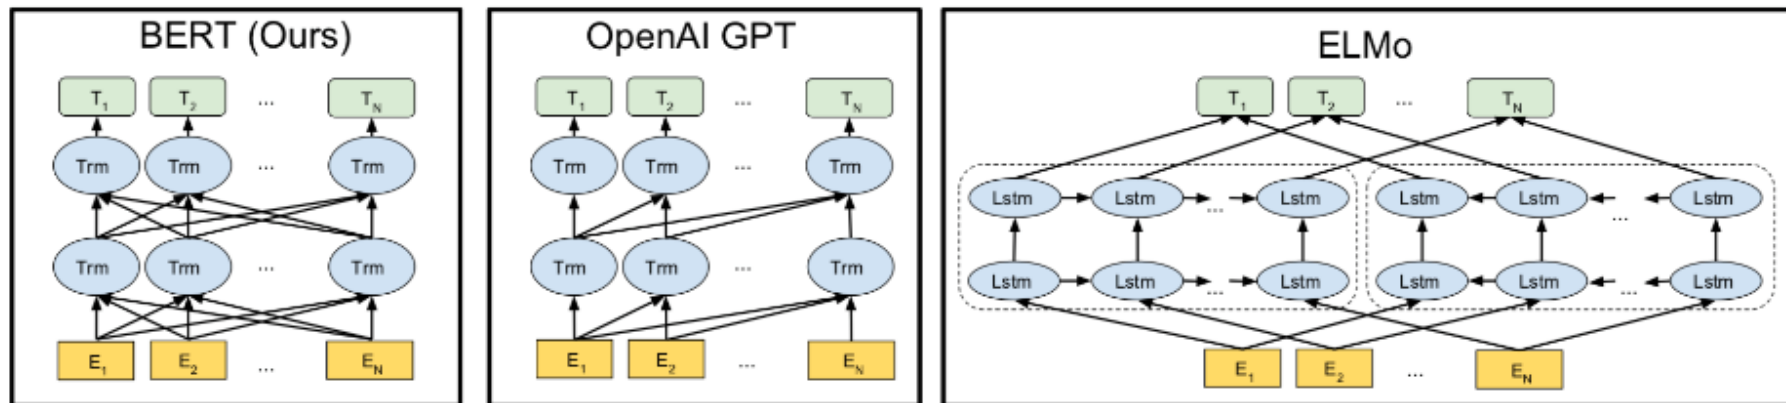 BERT (Ours)
T1 T2 ... TN
Trm Trm ... Trm
Trm Trm ... Trm
E1 E2 ... EN
OpenAI GPT
T1 T2 ... TN
Trm Trm ... Trm
Trm Trm ... Trm
E1 E2 ... EN
ELMo
T1 T2 ... TN
Lstm Lstm ... Lstm Lstm Lstm ... Lstm
Lstm Lstm ... Lstm Lstm Lstm ... Lstm
E1 E2 ... EN